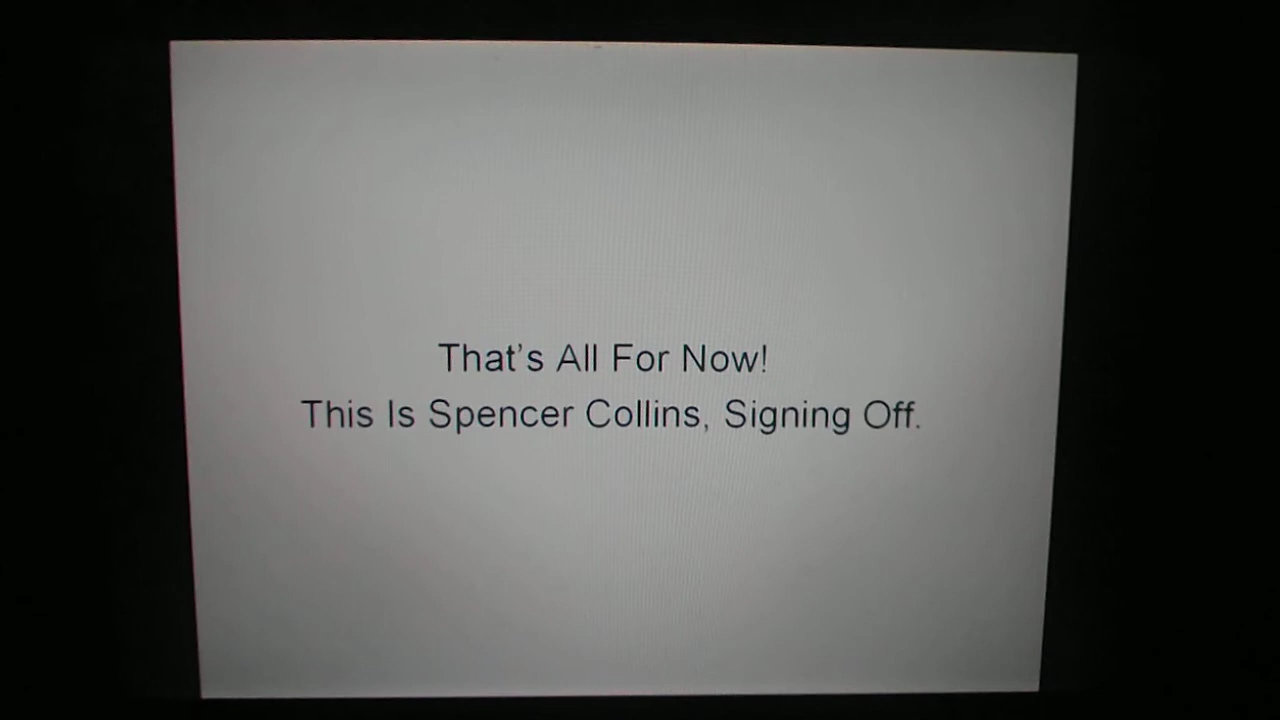 That’s All For Now!
This Is Spencer Collins, Signing Off.